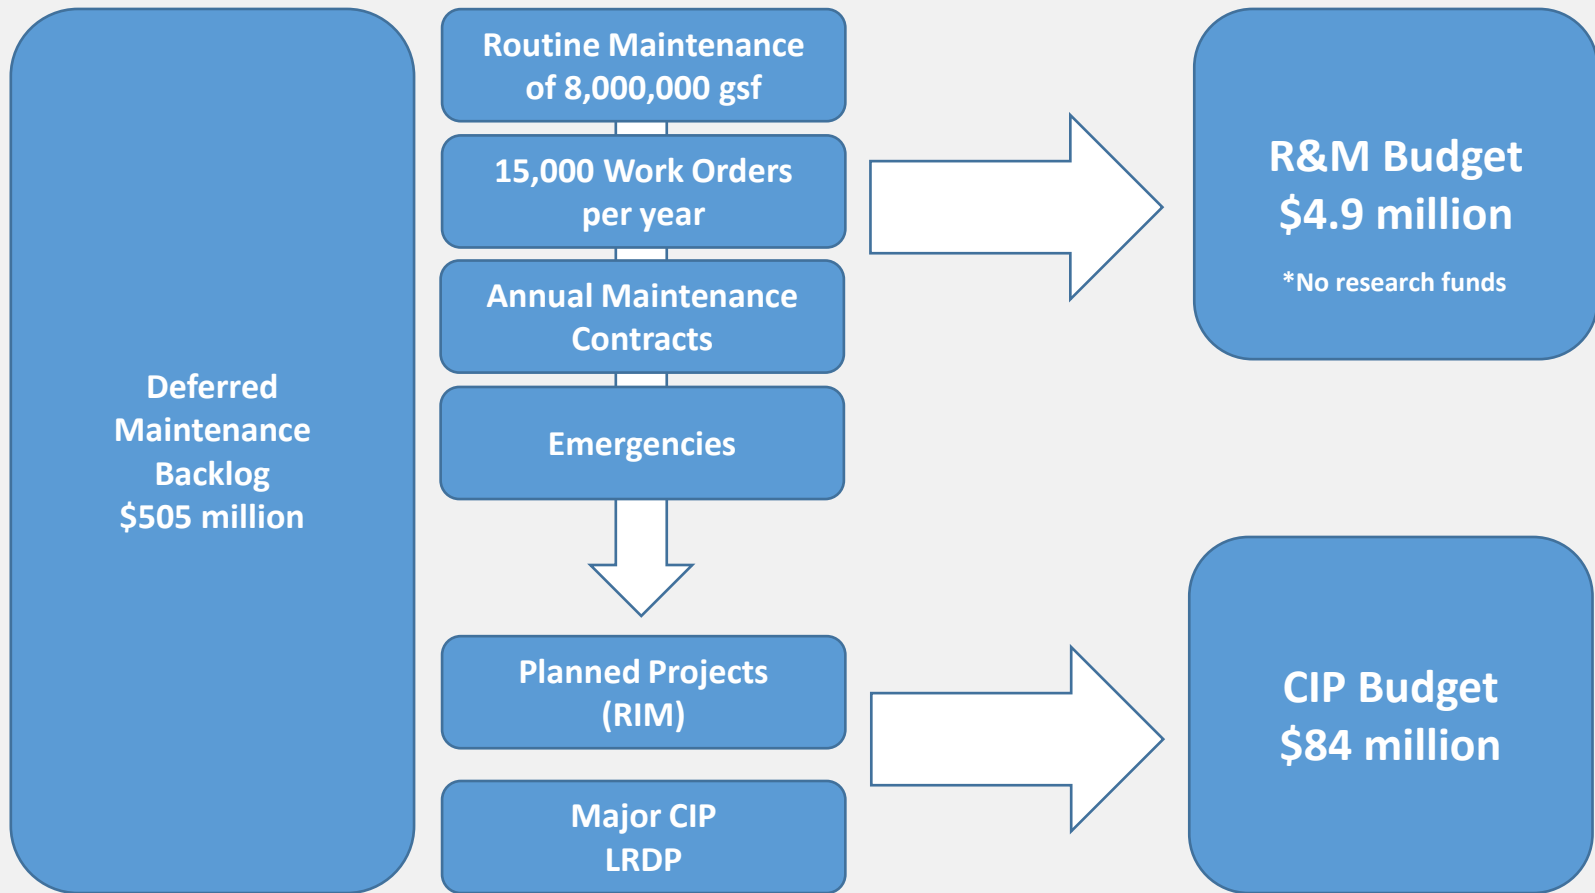 Deferred
Maintenance
Backlog
$505 million
Routine Maintenance
of 8,000,000 gsf
15,000 Work Orders
per year
Annual Maintenance
Contracts
Emergencies
Planned Projects
(RIM)
Major CIP
LRDP
R&M Budget
$4.9 million
*No research funds
CIP Budget
$84 million